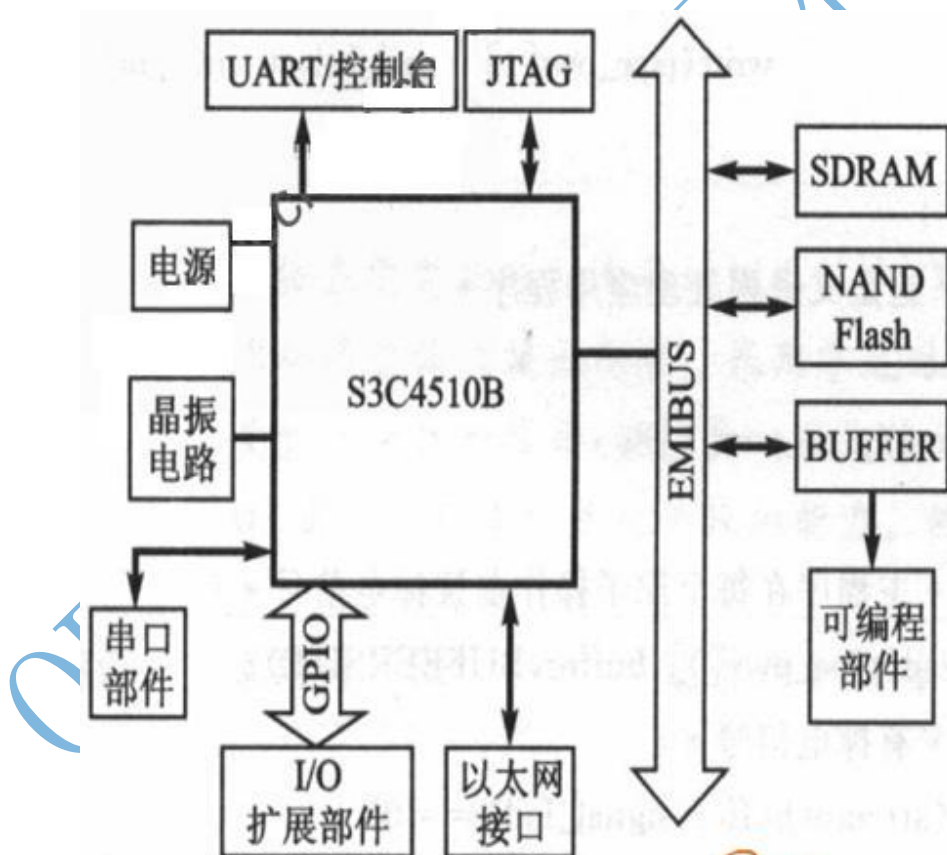 UART/控制台
JTAG
SDRAM
电源
NAND
Flash
S3C4510B
EMIBUS
晶振
电路
BUFFER
串口
部件
GPIO
可编程
部件
I/O
扩展部件
以太网
接口